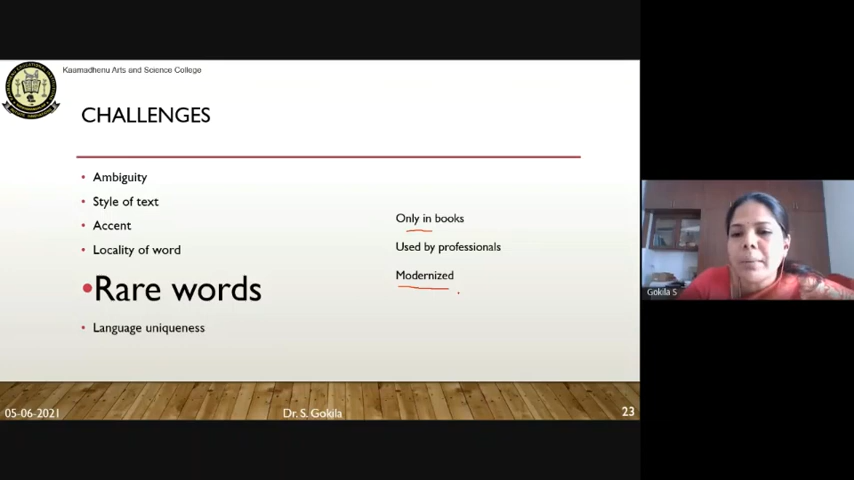 Kaamadhenu Arts and Science College
CHALLENGES
• Ambiguity
• Style of text
• Accent
• Locality of word
• Rare words
• Language uniqueness
Only in books
Used by professionals
Modernized
05-06-2021
Dr. S. Gokila
23
Gokila S